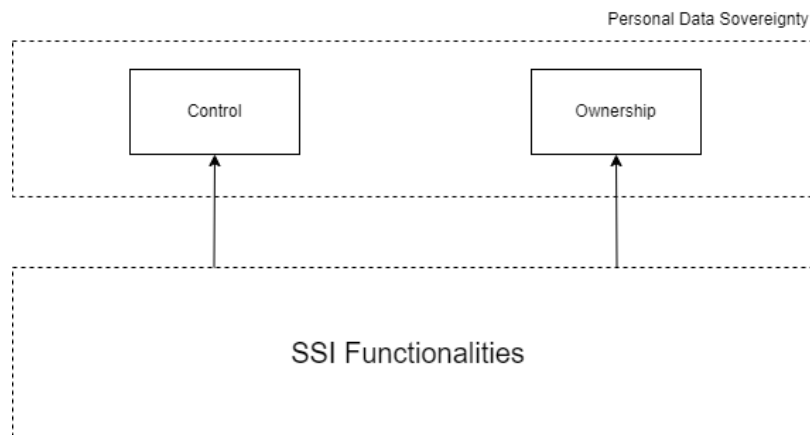 Personal Data Sovereignty
Control
Ownership
SSI Functionalities